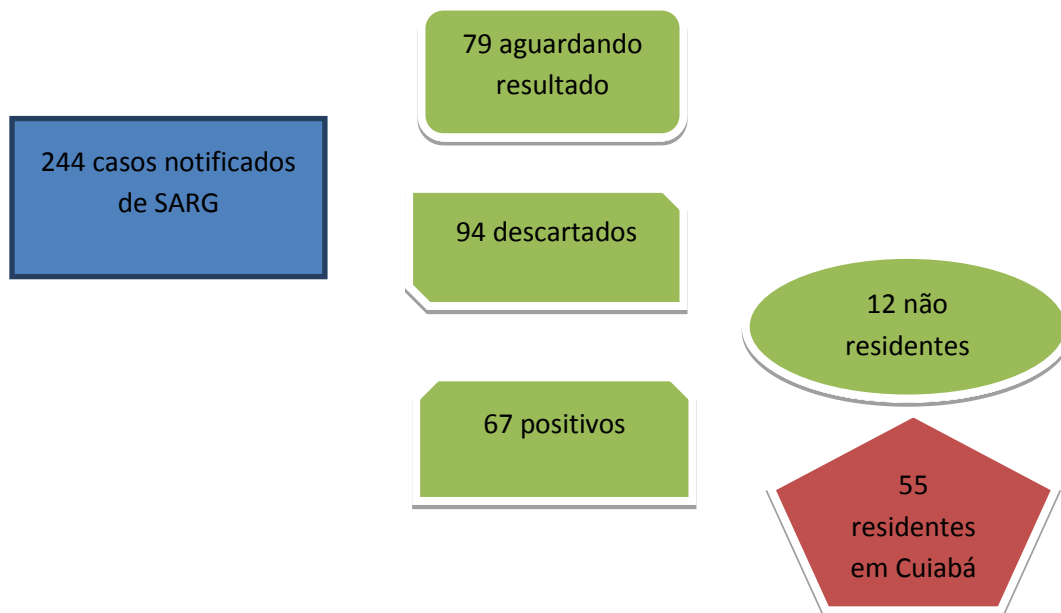 244 casos notificados
de SARG
79 aguardando
resultado
94 descartados
67 positivos
12 não
residentes
55
residentes
em Cuiabá